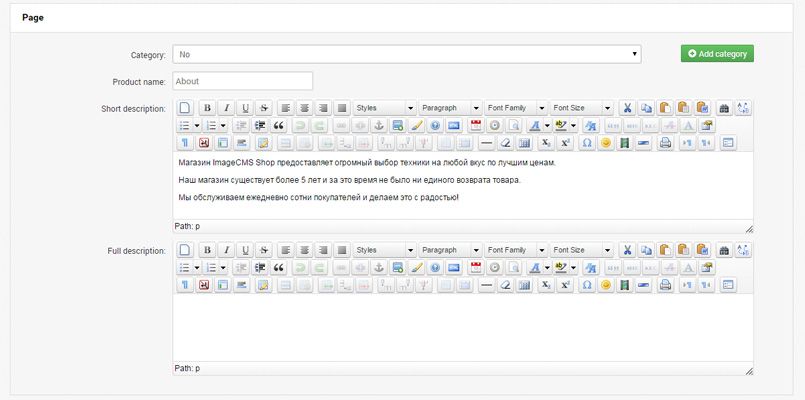 Page
Category: No Add category
Product name: About
Short description: B I U S Styles Paragraph Font Family Font Size
Магазин ImageCMS Shop предоставляет огромный выбор техники на любой вкус по лучшим ценам.
Наш магазин существует более 5 лет и за это время не было ни единого возврата товара.
Мы обслуживаем ежедневно сотни покупателей и делаем это с радостью!
Path: p
Full description: B I U S Styles Paragraph Font Family Font Size
Path: p